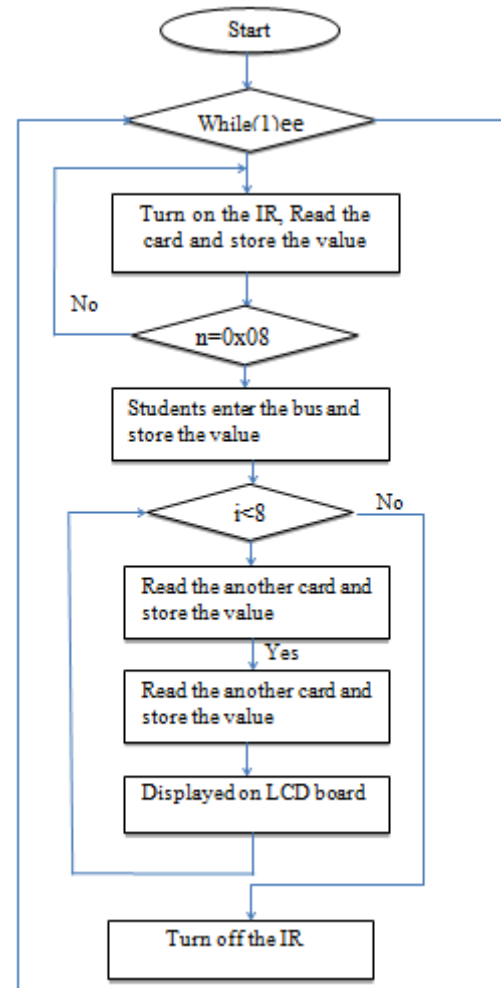 Start
While(1)ee
Turn on the IR, Read the
card and store the value
No
n=0x08
Students enter the bus and
store the value
i<8
No
Read the another card and
store the value
Yes
Read the another card and
store the value
Displayed on LCD board
Turn off the IR